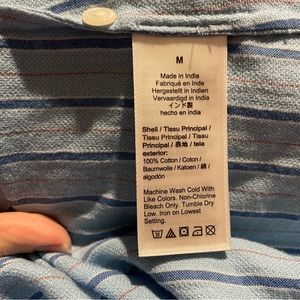 M
Made in India
Fabriqué en Inde
Hergestellt in Indien
Vervaardigd in India
インド製
hecho en india
Shell / Tissu Principal /
Tissu Principal / Tissu
Principal / 表地 / tela
exterior:
100% Cotton / Coton /
Baumwolle / Katoen / 綿 /
algodón
Machine Wash Cold With
Like Colors. Non-Chlorine
Bleach Only. Tumble Dry
Low. Iron on Lowest
Setting.